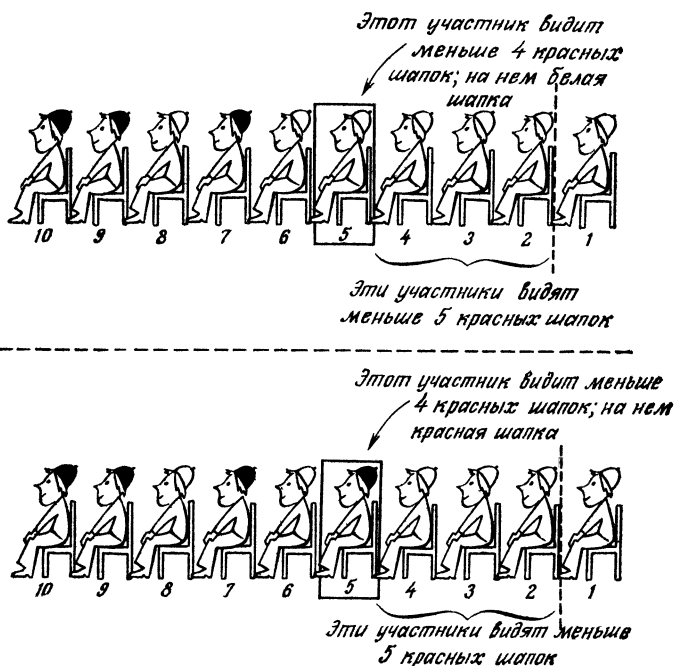 Этот участник видит
меньше 4 красных
шапок; на нем белая
шапка
10 9 8 7 6 5 4 3 2 1
Эти участники видят
меньше 5 красных шапок
Этот участник видит меньше
4 красных шапок; на нем
красная шапка
10 9 8 7 6 5 4 3 2 1
Эти участники видят меньше
5 красных шапок